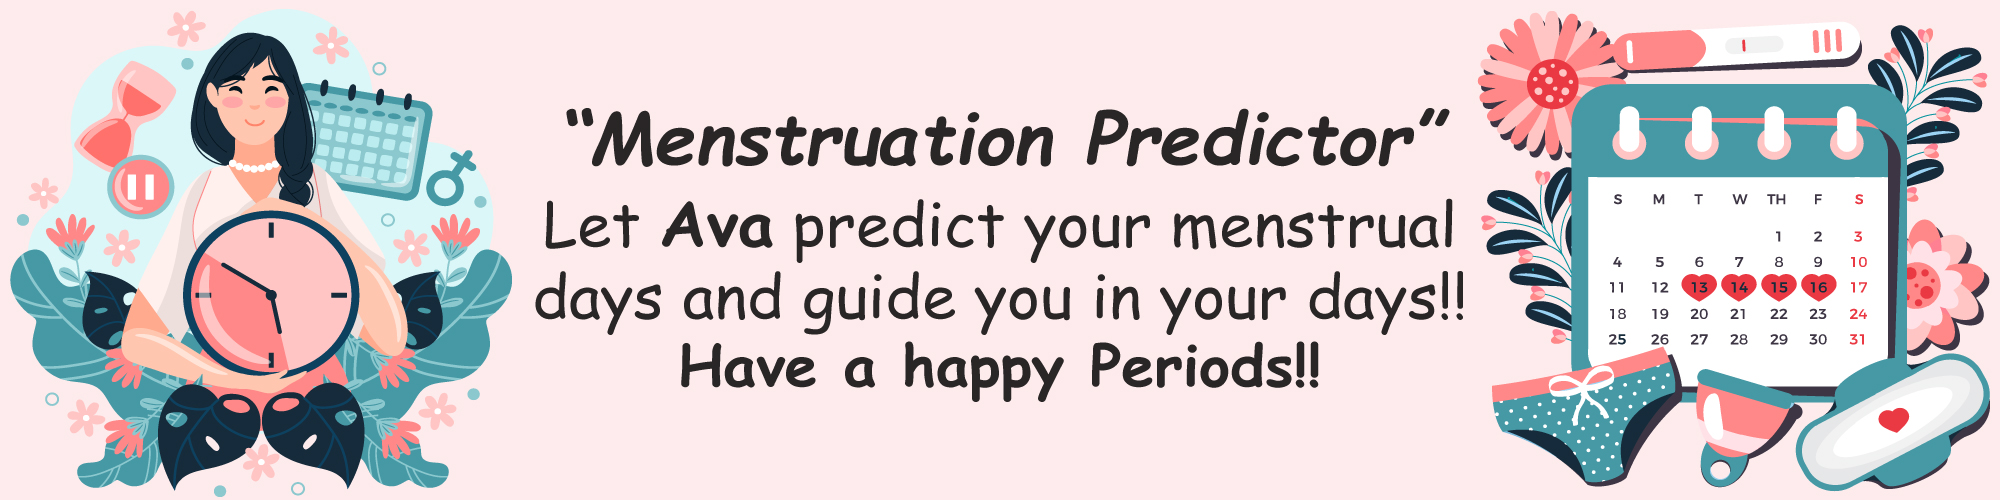 “Menstruation Predictor”
Let Ava predict your menstrual
days and guide you in your days!!
Have a happy Periods!!
S M T W TH F S
1 2 3
4 5 6 7 8 9 10
11 12 13 14 15 16 17
18 19 20 21 22 23 24
25 26 27 28 29 30 31